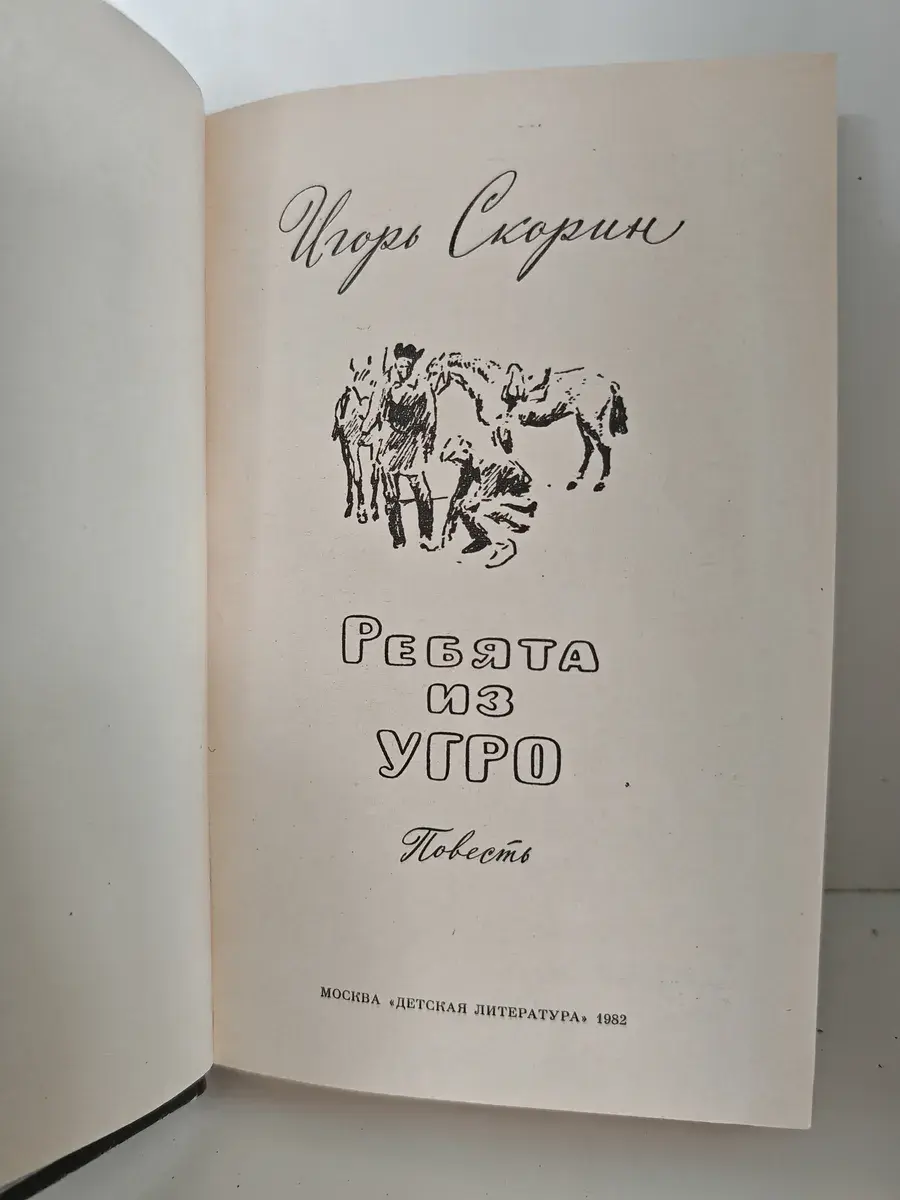 Игорь Скорин
Ребята
из
УГРО
Повесть
МОСКВА «ДЕТСКАЯ ЛИТЕРАТУРА» 1982